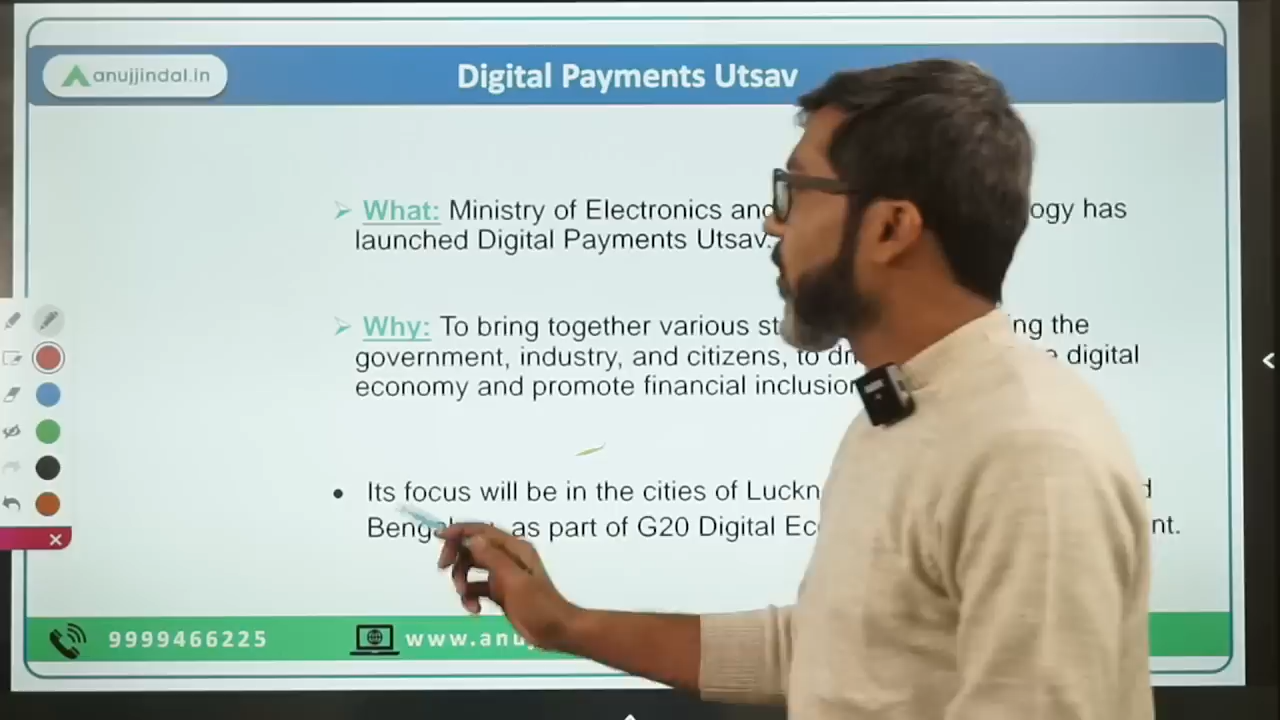 anujjindal.in
Digital Payments Utsav
What: Ministry of Electronics and ogy has
launched Digital Payments Utsav.
Why: To bring together various st ng the
government, industry, and citizens, to digital
economy and promote financial inclusion
Its focus will be in the cities of Luckn
as part of G20 Digital Ec nt.
9999466225
www.anuj